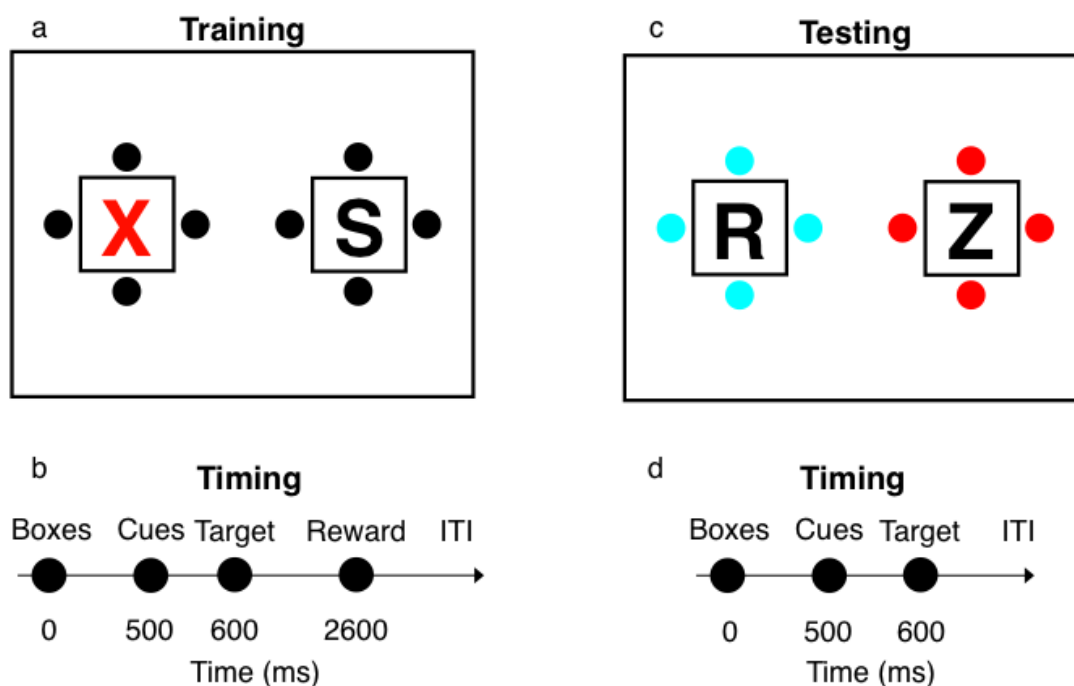 a
Training
X
S
b
Timing
Boxes Cues Target Reward ITI
0 500 600 2600
Time (ms)
c
Testing
R
Z
d
Timing
Boxes Cues Target ITI
0 500 600
Time (ms)